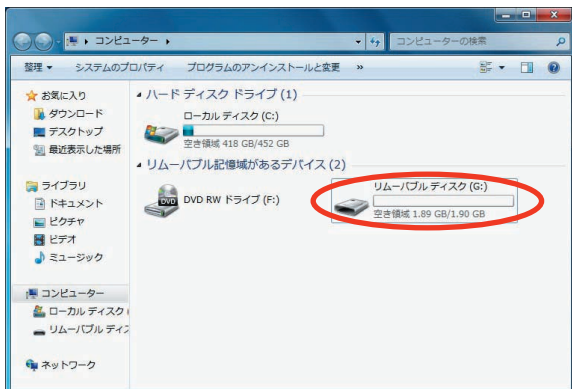 コンピューター
コンピューターの検索
整理 システムのプロパティ プログラムのアンインストールと変更 »
お気に入り
ダウンロード
デスクトップ
最近表示した場所
ライブラリ
ドキュメント
ピクチャ
ビデオ
ミュージック
コンピューター
ローカル ディスク
リムーバブル ディス
ネットワーク
ハード ディスク ドライブ (1)
ローカル ディスク (C:)
空き領域 418 GB/452 GB
リムーバブル記憶域があるデバイス (2)
DVD RW ドライブ (F:)
リムーバブル ディスク (G:)
空き領域 1.89 GB/1.90 GB